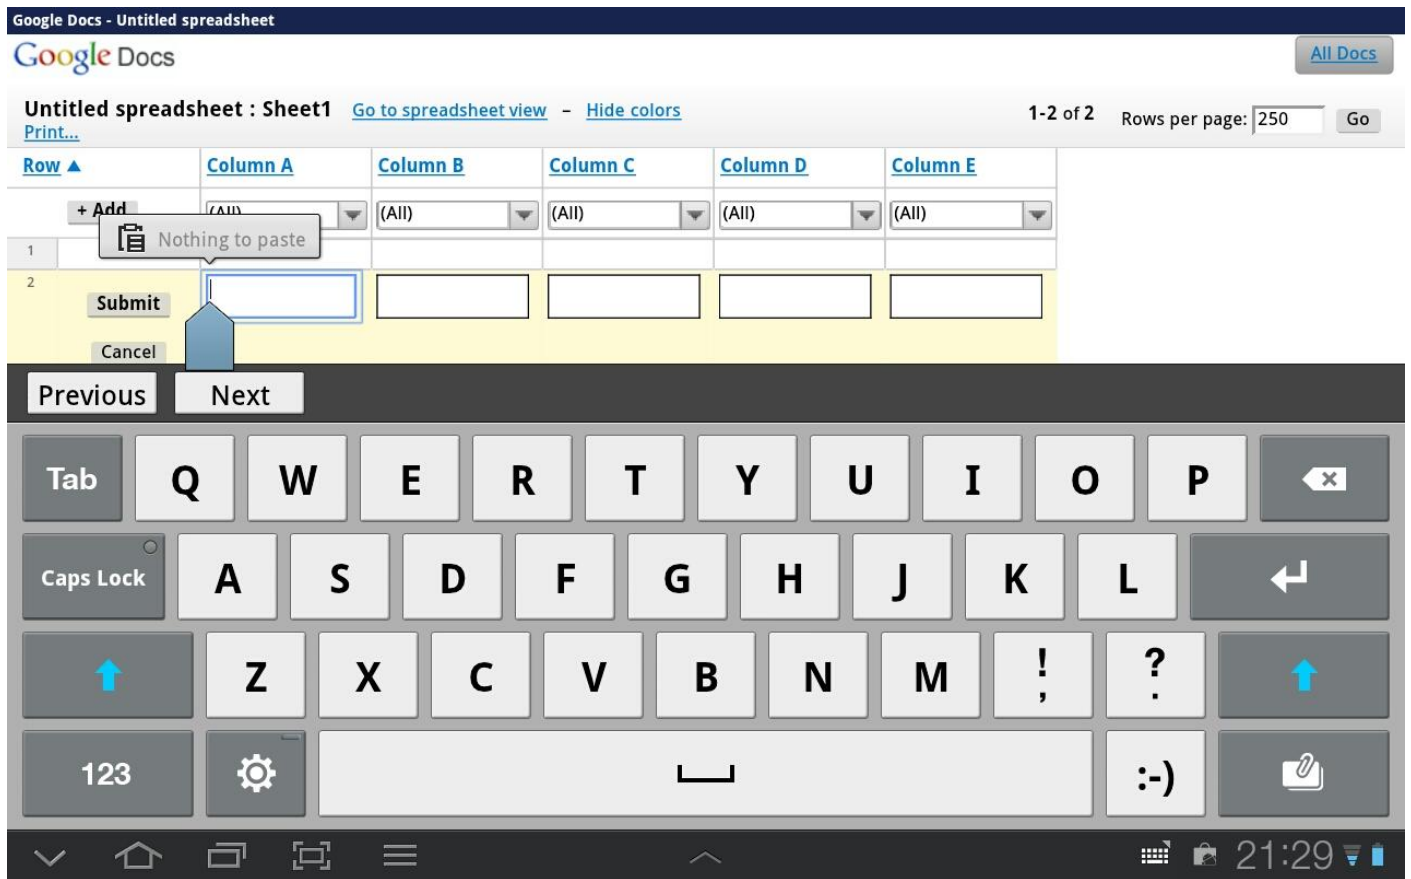 Google Docs - Untitled spreadsheet
Google Docs
All Docs
Untitled spreadsheet : Sheet1 Go to spreadsheet view – Hide colors 1-2 of 2 Rows per page: 250 Go
Print...
Row ▲ Column A Column B Column C Column D Column E
+ Add (All) (All) (All) (All) (All)
Nothing to paste
1
2
Submit
Cancel
Previous Next
Tab Q W E R T Y U I O P
Caps Lock A S D F G H J K L
Z X C V B N M ! , ? .
123 :-)
21:29